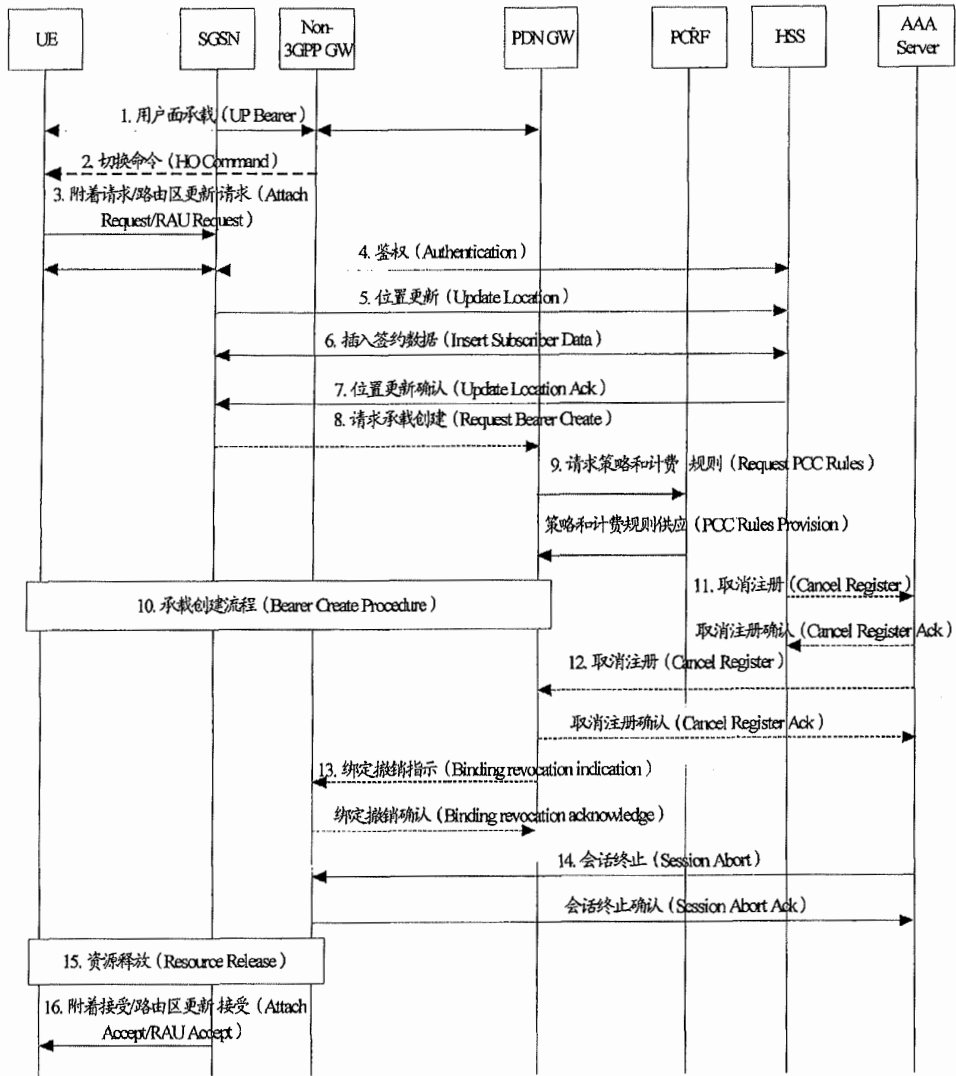 UE
SGSN
Non-
3GPP GW
PDN GW
PCRF
HSS
AAA
Server
1. 用户面承载 (UP Bearer)
2. 切换命令 (HO Command)
3. 附着请求/路由区更新请求 (Attach
Request/RAU Request)
4. 鉴权 (Authentication)
5. 位置更新 (Update Location)
6. 插入签约数据 (Insert Subscriber Data)
7. 位置更新确认 (Update Location Ack)
8. 请求承载创建 (Request Bearer Create)
9. 请求策略和计费 规则 (Request PCC Rules)
策略和计费规则供应 (PCC Rules Provision)
10. 承载创建流程 (Bearer Create Procedure)
11. 取消注册 (Cancel Register)
取消注册确认 (Cancel Register Ack)
12. 取消注册 (Cancel Register)
取消注册确认 (Cancel Register Ack)
13. 绑定撤销指示 (Binding revocation indication)
绑定撤销确认 (Binding revocation acknowledge)
14. 会话终止 (Session Abort)
会话终止确认 (Session Abort Ack)
15. 资源释放 (Resource Release)
16. 附着接受/路由区更新 接受 (Attach
Accept/RAU Accept)